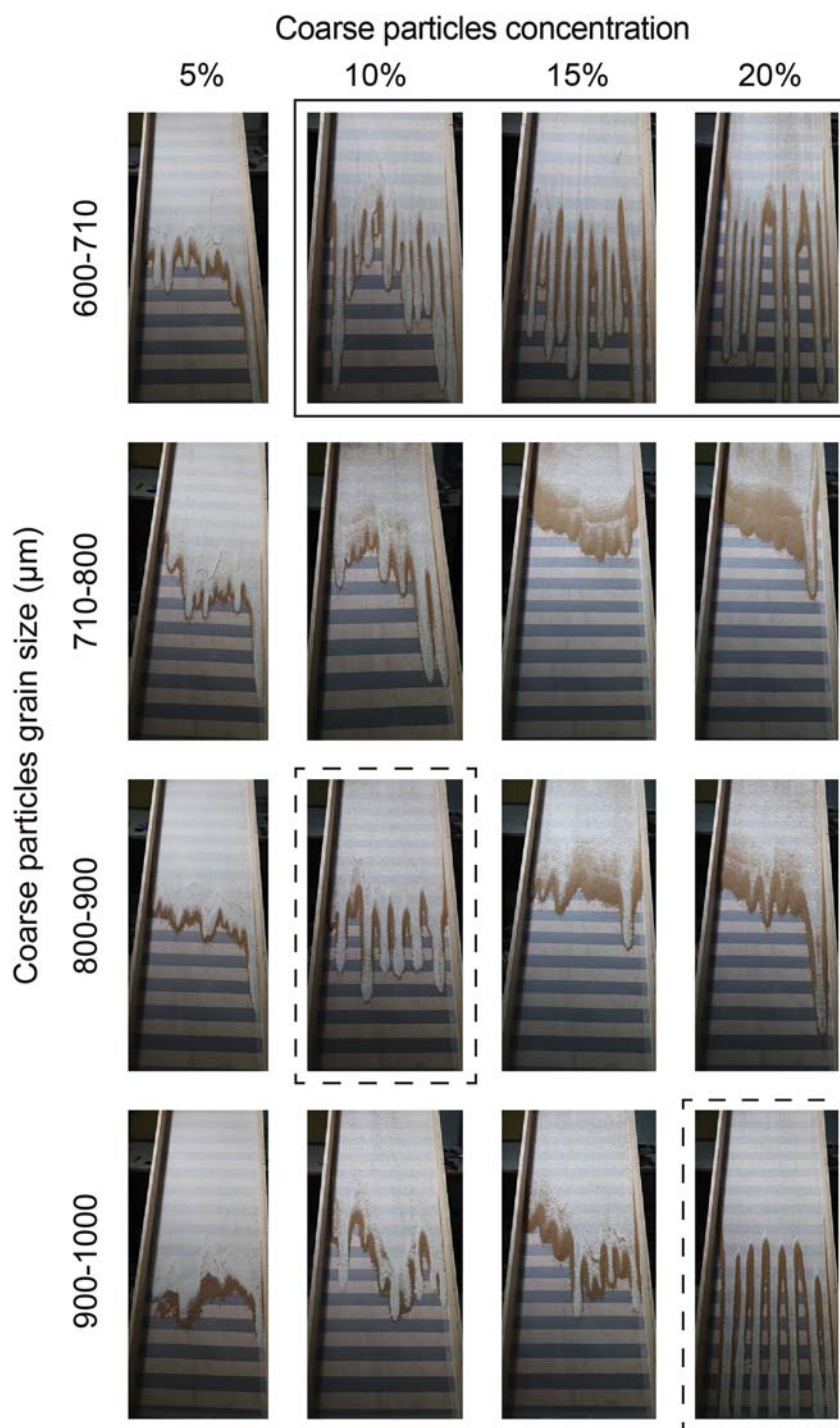 Coarse particles concentration
5% 10% 15% 20%
Coarse particles grain size (µm)
600-710
710-800
800-900
900-1000